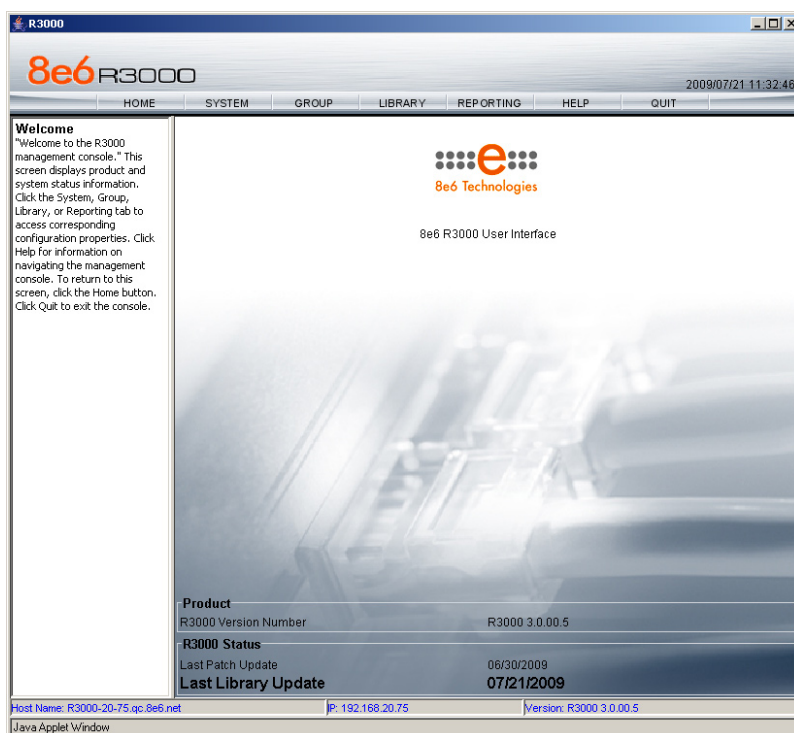 R3000
8e6 R3000
2009/07/21 11:32:46
HOME SYSTEM GROUP LIBRARY REPORTING HELP QUIT
Welcome
"Welcome to the R3000
management console." This
screen displays product and
system status information.
Click the System, Group,
Library, or Reporting tab to
access corresponding
configuration properties. Click
Help for information on
navigating the management
console. To return to this
screen, click the Home button.
Click Quit to exit the console.
e
8e6 Technologies
8e6 R3000 User Interface
Product
R3000 Version Number R3000 3.0.00.5
R3000 Status
Last Patch Update 06/30/2009
Last Library Update 07/21/2009
Host Name: R3000-20-75.qc.8e6.net IP: 192.168.20.75 Version: R3000 3.0.00.5
Java Applet Window